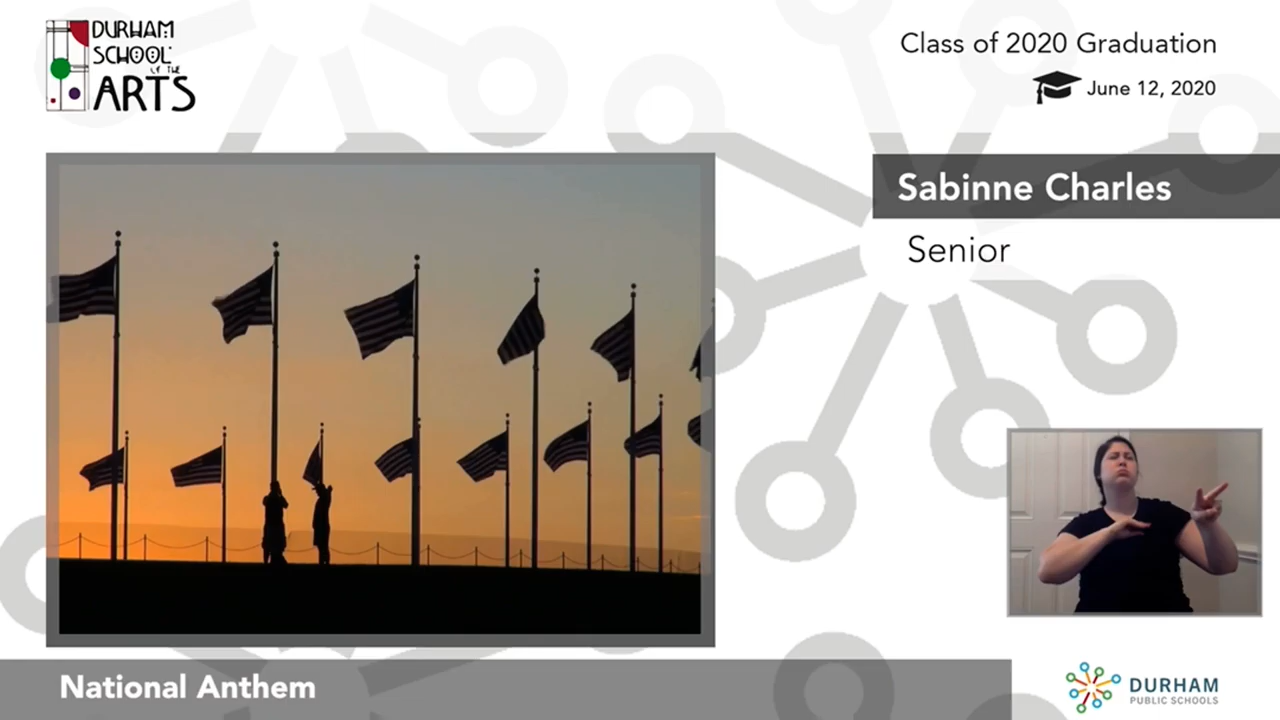 DURHAM
SCHOOL
OF THE
ARTS
Class of 2020 Graduation
June 12, 2020
Sabinne Charles
Senior
National Anthem
DURHAM
PUBLIC SCHOOLS